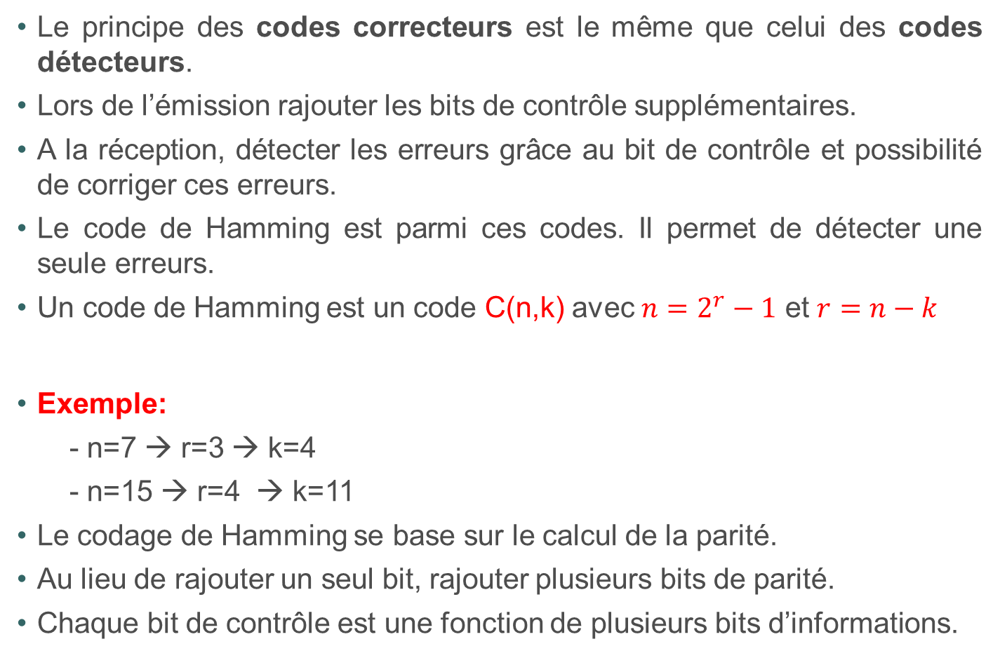 • Le principe des codes correcteurs est le même que celui des codes
détecteurs.
• Lors de l’émission rajouter les bits de contrôle supplémentaires.
• A la réception, détecter les erreurs grâce au bit de contrôle et possibilité
de corriger ces erreurs.
• Le code de Hamming est parmi ces codes. Il permet de détecter une
seule erreurs.
• Un code de Hamming est un code C(n,k) avec 𝑛 = 2^𝑟 − 1 et 𝑟 = 𝑛 − 𝑘
• Exemple:
- n=7 → r=3 → k=4
- n=15 → r=4 → k=11
• Le codage de Hamming se base sur le calcul de la parité.
• Au lieu de rajouter un seul bit, rajouter plusieurs bits de parité.
• Chaque bit de contrôle est une fonction de plusieurs bits d’informations.